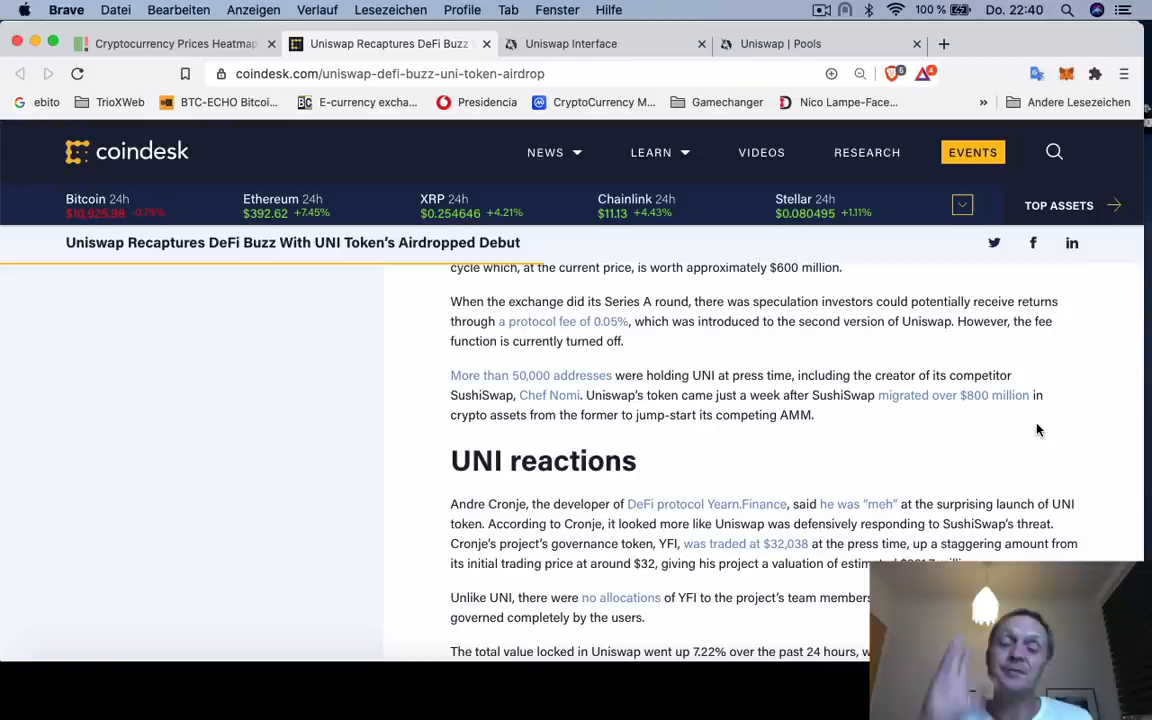 Brave Datei Bearbeiten Anzeigen Verlauf Lesezeichen Profile Tab Fenster Hilfe 100 % Do. 22:40
Cryptocurrency Prices Heatmap Uniswap Recaptures DeFi Buzz Uniswap Interface Uniswap | Pools
coindesk.com/uniswap-defi-buzz-uni-token-airdrop 5 4
ebito TrioXWeb BTC-ECHO Bitcoi... E-currency excha... Presidencia CryptoCurrency M... Gamechanger Nico Lampe-Face... » Andere Lesezeichen
coindesk NEWS LEARN VIDEOS RESEARCH EVENTS
Bitcoin 24h Ethereum 24h XRP 24h Chainlink 24h Stellar 24h
$10,925.98 -0.79% $392.62 +7.45% $0.254646 +4.21% $11.13 +4.43% $0.080495 +1.11% TOP ASSETS
Uniswap Recaptures DeFi Buzz With UNI Token's Airdropped Debut
cycle which, at the current price, is worth approximately $600 million.
When the exchange did its Series A round, there was speculation investors could potentially receive returns
through a protocol fee of 0.05%, which was introduced to the second version of Uniswap. However, the fee
function is currently turned off.
More than 50,000 addresses were holding UNI at press time, including the creator of its competitor
SushiSwap, Chef Nomi. Uniswap's token came just a week after SushiSwap migrated over $800 million in
crypto assets from the former to jump-start its competing AMM.
UNI reactions
Andre Cronje, the developer of DeFi protocol Yearn.Finance, said he was "meh" at the surprising launch of UNI
token. According to Cronje, it looked more like Uniswap was defensively responding to SushiSwap's threat.
Cronje's project's governance token, YFI, was traded at $32,038 at the press time, up a staggering amount from
its initial trading price at around $32, giving his project a valuation of
Unlike UNI, there were no allocations of YFI to the project's team members
governed completely by the users.
The total value locked in Uniswap went up 7.22% over the past 24 hours,